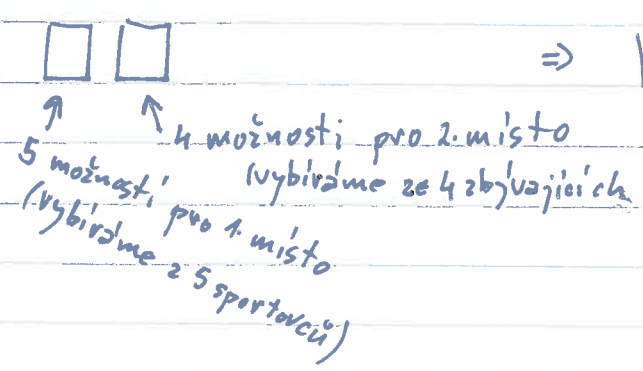 ⇒
4 možnosti pro 2. místo
(vybíráme ze 4 zbývajících
5 možností pro 1. místo
(vybíráme z 5 sportovců)